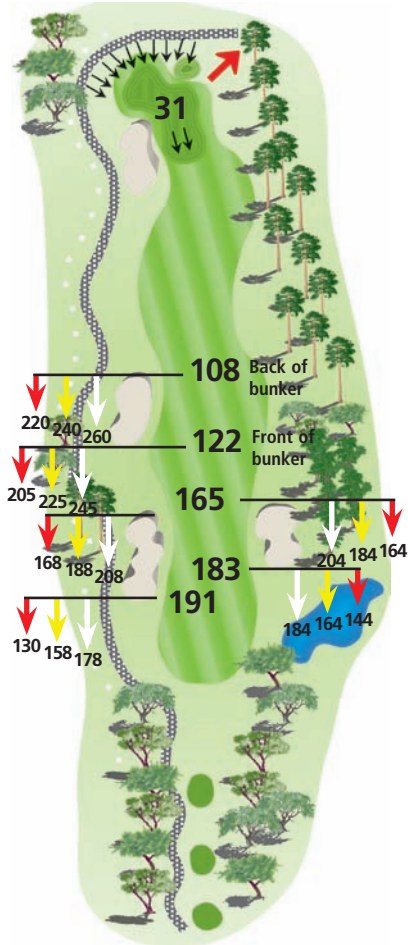 31
108 Back of
bunker
220 240 260
122 Front of
bunker
205 225 245
165
168 188 208
204 184 164
183
191
184 164 144
130 158 178